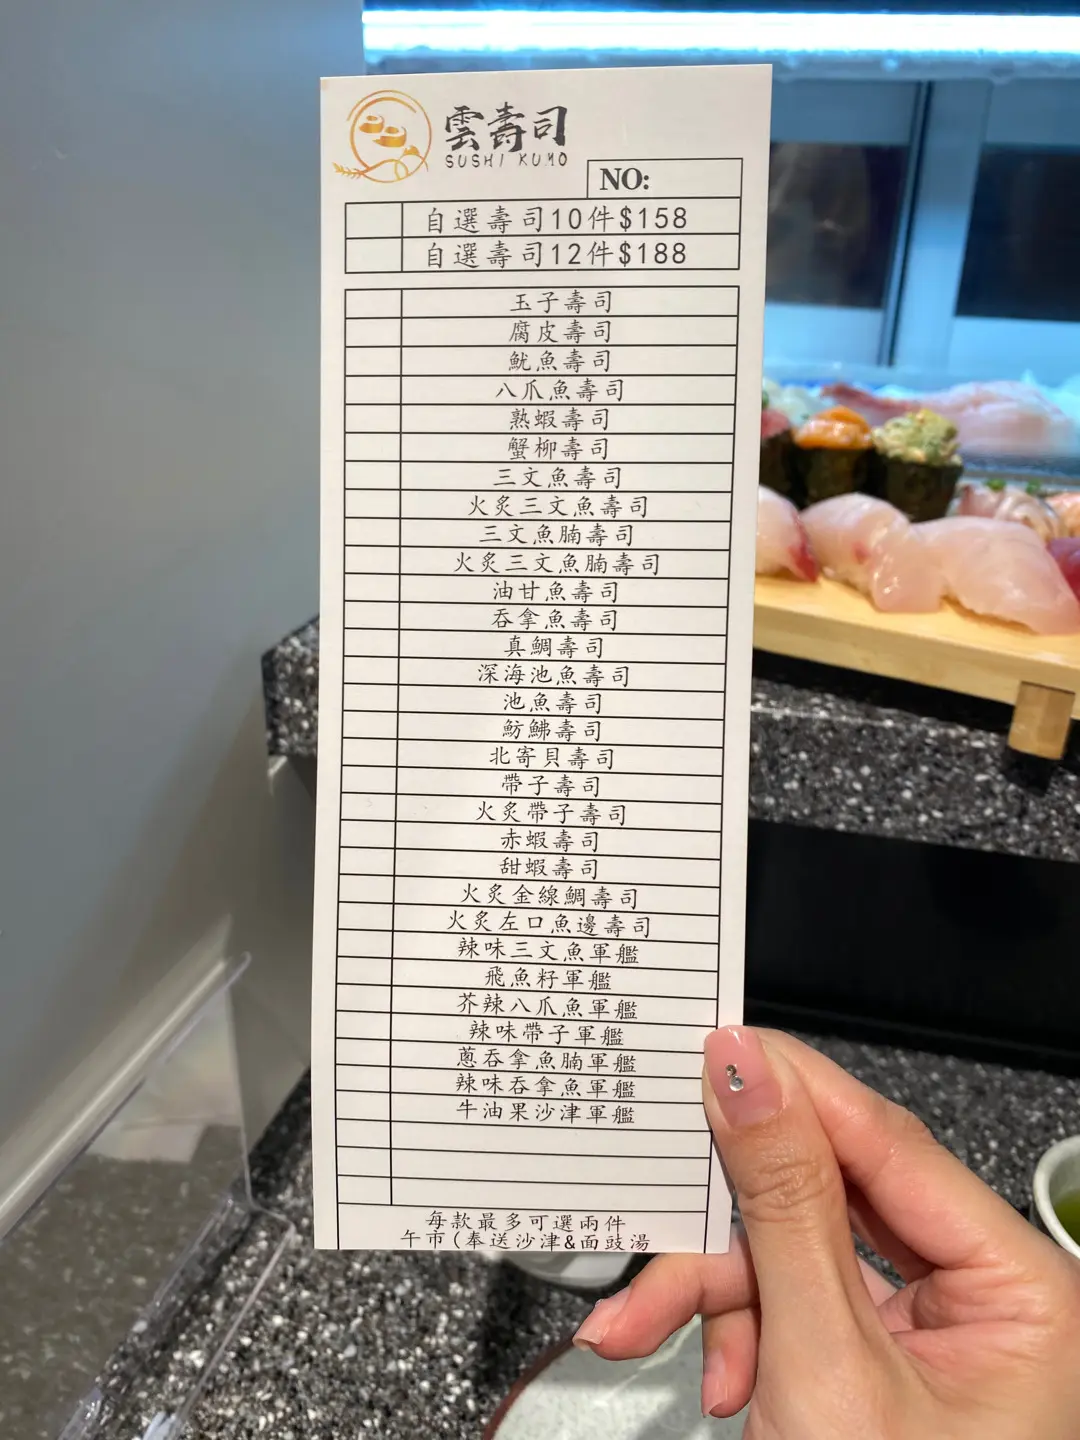 雲壽司
SUSHI KUMO
NO:
自選壽司10件$158
自選壽司12件$188
玉子壽司
腐皮壽司
魷魚壽司
八爪魚壽司
熟蝦壽司
蟹柳壽司
三文魚壽司
火炙三文魚壽司
三文魚腩壽司
火炙三文魚腩壽司
油甘魚壽司
吞拿魚壽司
真鯛壽司
深海池魚壽司
池魚壽司
魴鮄壽司
北寄貝壽司
帶子壽司
火炙帶子壽司
赤蝦壽司
甜蝦壽司
火炙金線鯛壽司
火炙左口魚邊壽司
辣味三文魚軍艦
飛魚籽軍艦
芥辣八爪魚軍艦
辣味帶子軍艦
蔥吞拿魚腩軍艦
辣味吞拿魚軍艦
牛油果沙津軍艦
每款最多可選兩件
午市(奉送沙津&面豉湯